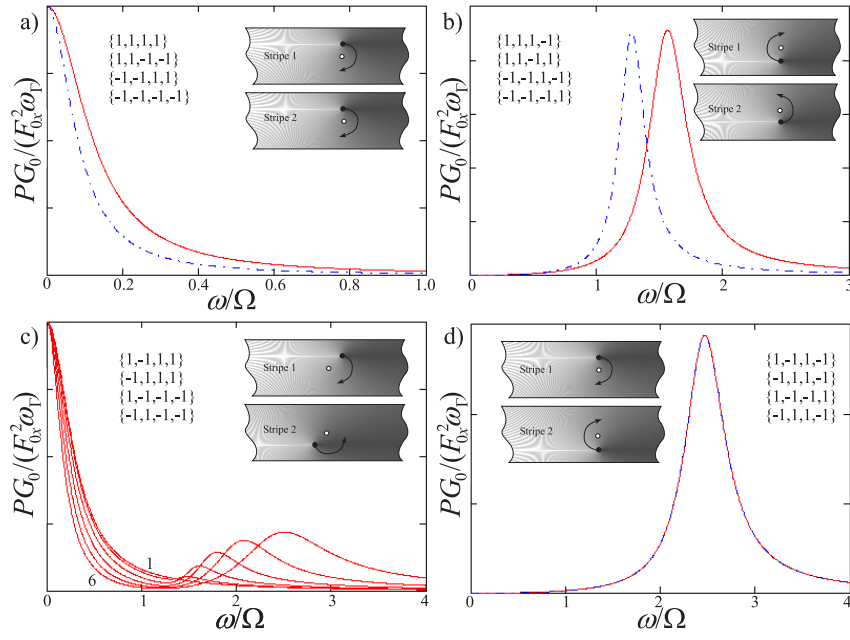 a)
{1,1,1,1}
{1,1,-1,-1}
{-1,-1,1,1}
{-1,-1,-1,-1}
Stripe 1
Stripe 2
PG₀/(F₀ₓ²ω_Γ)
0 0.2 0.4 0.6 0.8 1.0
ω/Ω
b)
{1,1,1,-1}
{1,1,-1,1}
{-1,-1,1,-1}
{-1,-1,-1,1}
Stripe 1
Stripe 2
PG₀/(F₀ₓ²ω_Γ)
0 1 2 3
ω/Ω
c)
{1,-1,1,1}
{-1,1,1,1}
{1,-1,-1,-1}
{-1,1,-1,-1}
Stripe 1
Stripe 2
1
6
PG₀/(F₀ₓ²ω_Γ)
0 1 2 3 4
ω/Ω
d)
Stripe 1
Stripe 2
{1,-1,1,-1}
{-1,1,1,-1}
{1,-1,-1,1}
{-1,1,1,-1}
PG₀/(F₀ₓ²ω_Γ)
0 1 2 3 4
ω/Ω